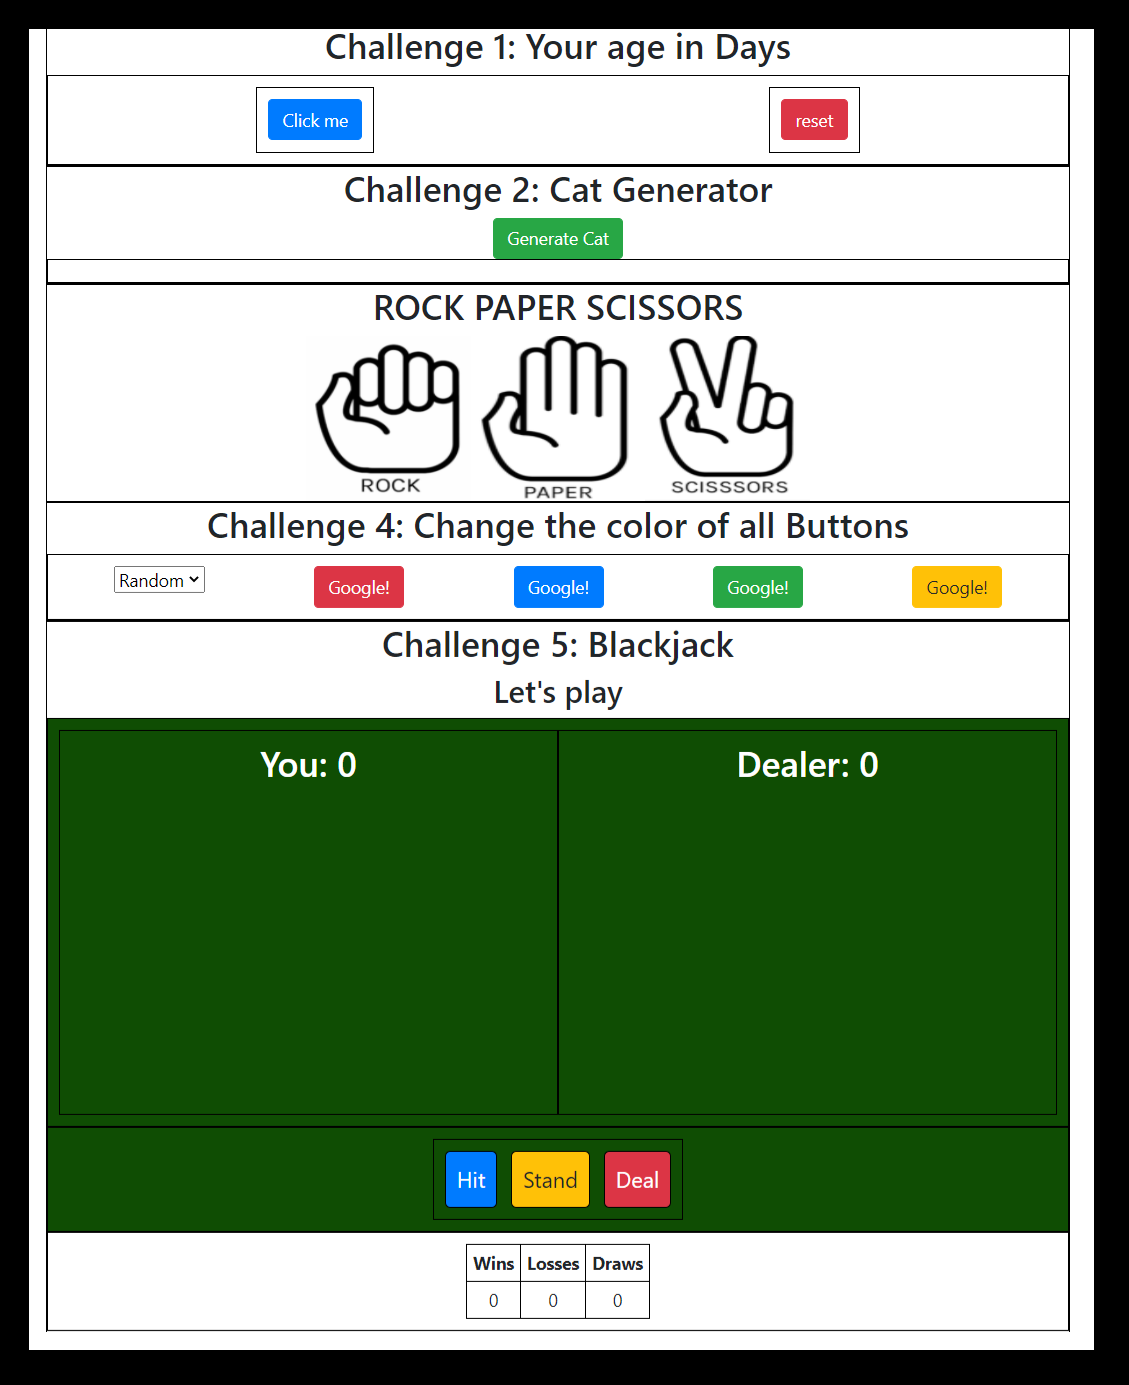 Challenge 1: Your age in Days
Click me
reset
Challenge 2: Cat Generator
Generate Cat
ROCK PAPER SCISSORS
ROCK
PAPER
SCISSSORS
Challenge 4: Change the color of all Buttons
Random Google! Google! Google! Google!
Challenge 5: Blackjack
Let's play
You: 0
Dealer: 0
Hit Stand Deal
Wins Losses Draws
0 0 0